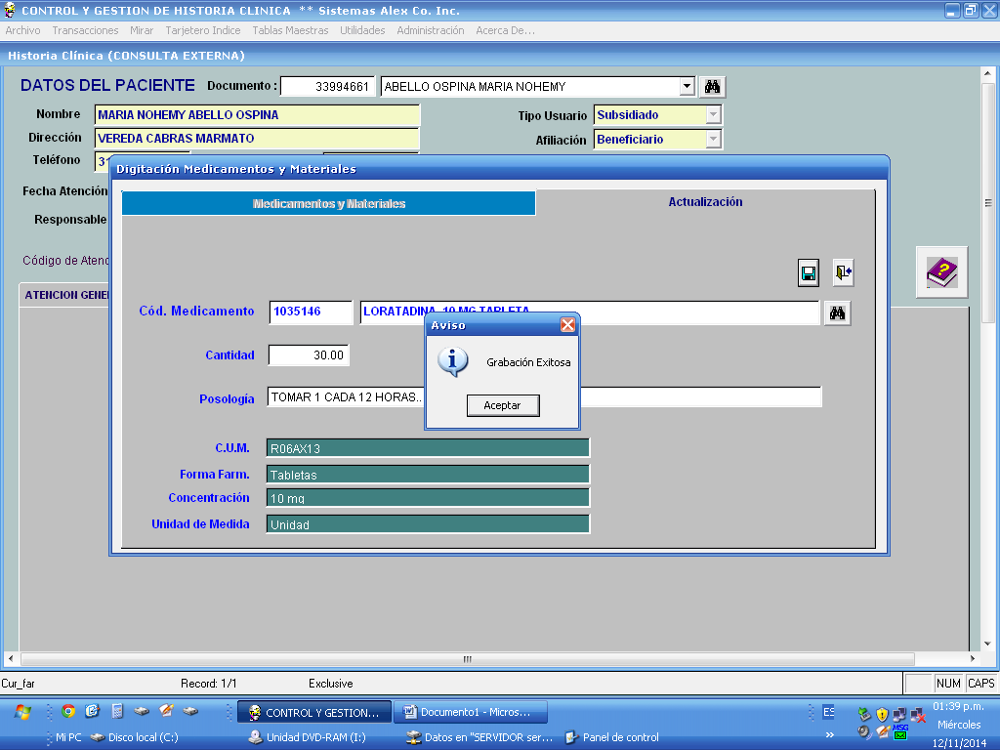 CONTROL Y GESTION DE HISTORIA CLINICA ** Sistemas Alex Co. Inc.
Archivo Transacciones Mirar Tarjetero Indice Tablas Maestras Utilidades Administración Acerca De...
Historia Clínica (CONSULTA EXTERNA)
DATOS DEL PACIENTE Documento : 33994661 ABELLO OSPINA MARIA NOHEMY
Nombre MARIA NOHEMY ABELLO OSPINA Tipo Usuario Subsidiado
Dirección VEREDA CABRAS MARMATO Afiliación Beneficiario
Teléfono
Fecha Atención
Responsable
Código de Atenc
ATENCION GENE
Digitación Medicamentos y Materiales
Medicamentos y Materiales Actualización
Cód. Medicamento 1035146 LORATADINA 10 MG TABLETA
Cantidad 30.00
Posología TOMAR 1 CADA 12 HORAS..
C.U.M. R06AX13
Forma Farm. Tabletas
Concentración 10 mg
Unidad de Medida Unidad
Aviso
Grabación Exitosa
Aceptar
Cur_far Record: 1/1 Exclusive NUM CAPS
CONTROL Y GESTION... Documento1 - Micros... ES 01:39 p.m.
Mi PC Disco local (C:) Unidad DVD-RAM (I:) Datos en "SERVIDOR ser... Panel de control » MSG Miércoles
12/11/2014